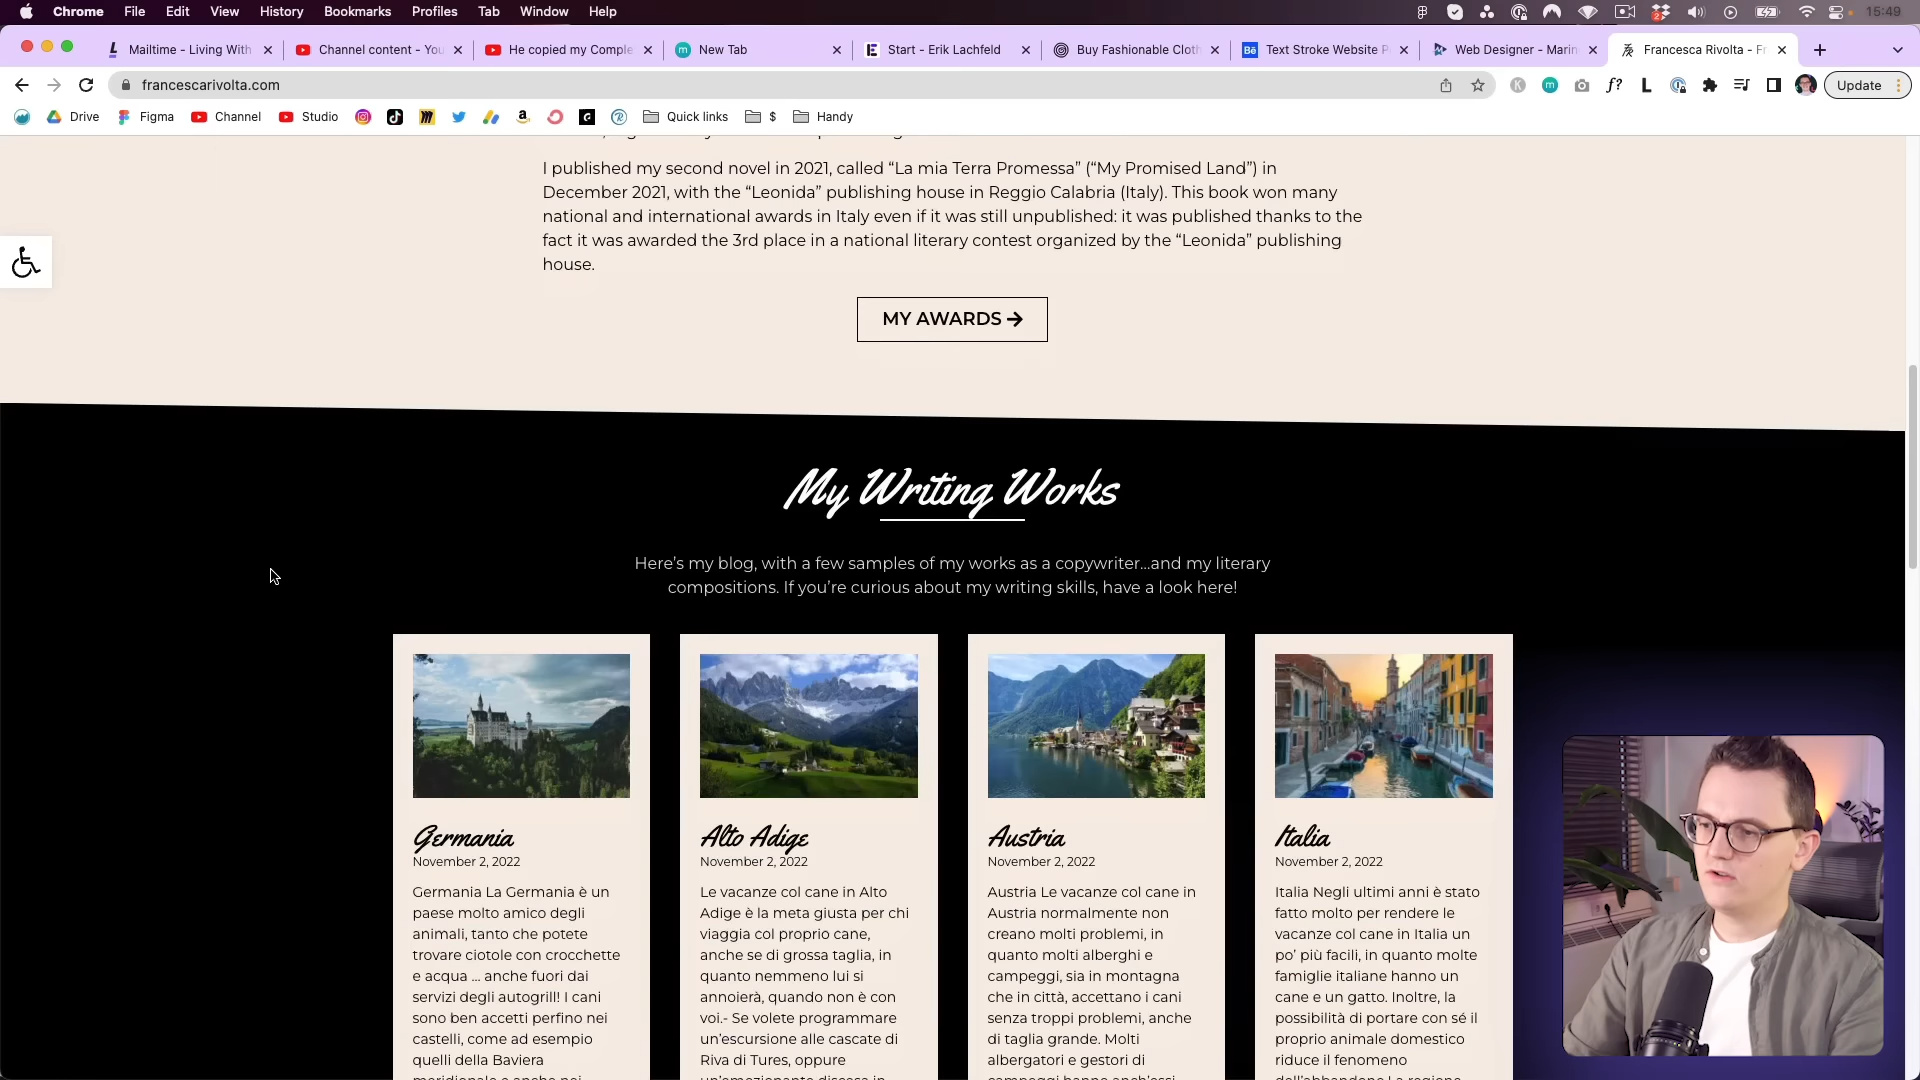 Chrome File Edit View History Bookmarks Profiles Tab Window Help 15:49
Mailtime - Living With
Channel content - You
He copied my Comple
New Tab
Start - Erik Lachfeld
Buy Fashionable Cloth
Text Stroke Website P
Web Designer - Marin
Francesca Rivolta - Fr
francescarivolta.com
Update
Drive Figma Channel Studio Quick links $ Handy
I published my second novel in 2021, called “La mia Terra Promessa” (“My Promised Land”) in
December 2021, with the “Leonida” publishing house in Reggio Calabria (Italy). This book won many
national and international awards in Italy even if it was still unpublished: it was published thanks to the
fact it was awarded the 3rd place in a national literary contest organized by the “Leonida” publishing
house.
MY AWARDS
My Writing Works
Here’s my blog, with a few samples of my works as a copywriter...and my literary
compositions. If you’re curious about my writing skills, have a look here!
Germania
November 2, 2022
Germania La Germania è un
paese molto amico degli
animali, tanto che potete
trovare ciotole con crocchette
e acqua ... anche fuori dai
servizi degli autogrill! I cani
sono ben accetti perfino nei
castelli, come ad esempio
quelli della Baviera
Alto Adige
November 2, 2022
Le vacanze col cane in Alto
Adige è la meta giusta per chi
viaggia col proprio cane,
anche se di grossa taglia, in
quanto nemmeno lui si
annoierà, quando non è con
voi.- Se volete programmare
un’escursione alle cascate di
Riva di Tures, oppure
Austria
November 2, 2022
Austria Le vacanze col cane in
Austria normalmente non
creano molti problemi, in
quanto molti alberghi e
campeggi, sia in montagna
che in città, accettano i cani
senza troppi problemi, anche
di taglia grande. Molti
albergatori e gestori di
Italia
November 2, 2022
Italia Negli ultimi anni è stato
fatto molto per rendere le
vacanze col cane in Italia un
po’ più facili, in quanto molte
famiglie italiane hanno un
cane e un gatto. Inoltre, la
possibilità di portare con sé il
proprio animale domestico
riduce il fenomeno